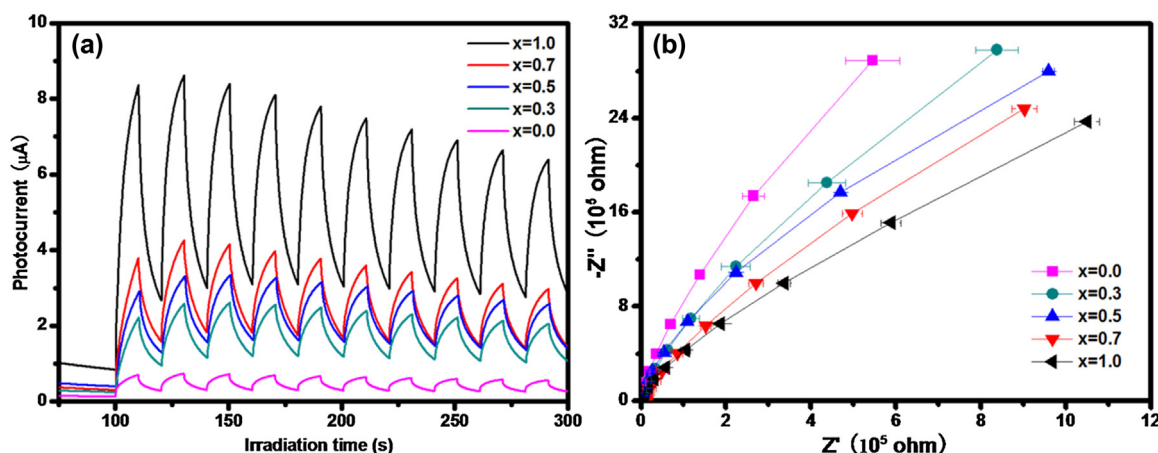 (a)
x=1.0
x=0.7
x=0.5
x=0.3
x=0.0
Photocurrent (μA)
10
8
6
4
2
0
100 150 200 250 300
Irradiation time (s)
(b)
-Z'' (10⁵ ohm)
32
24
16
8
0
x=0.0
x=0.3
x=0.5
x=0.7
x=1.0
0 2 4 6 8 10 12
Z' (10⁵ ohm)